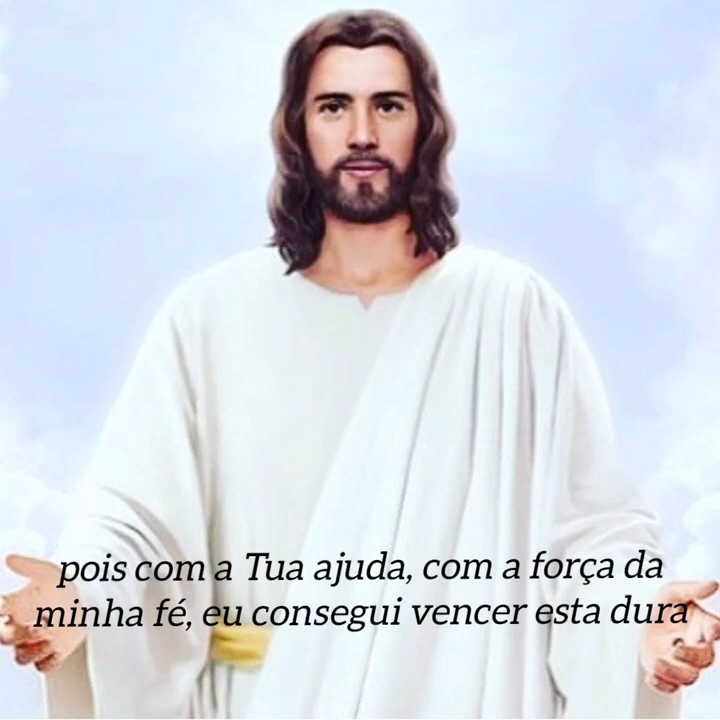 pois com a Tua ajuda, com a força da
minha fé, eu consegui vencer esta dura